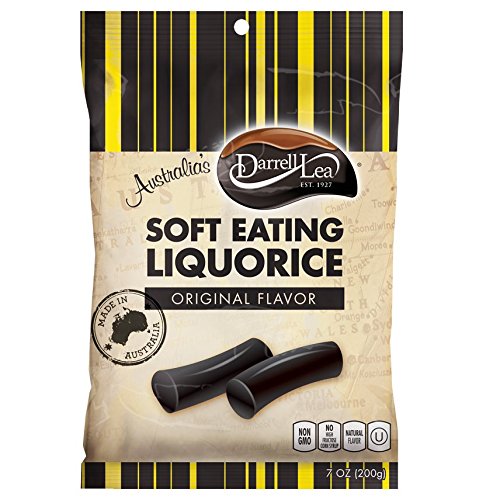 Australia's
Darrell Lea
EST. 1927
®
SOFT EATING
LIQUORICE
ORIGINAL FLAVOR
MADE IN
AUSTRALIA
NON
GMO
NO
HIGH
FRUCTOSE
CORN SYRUP
NATURAL
FLAVOR
U
7 OZ (200g)